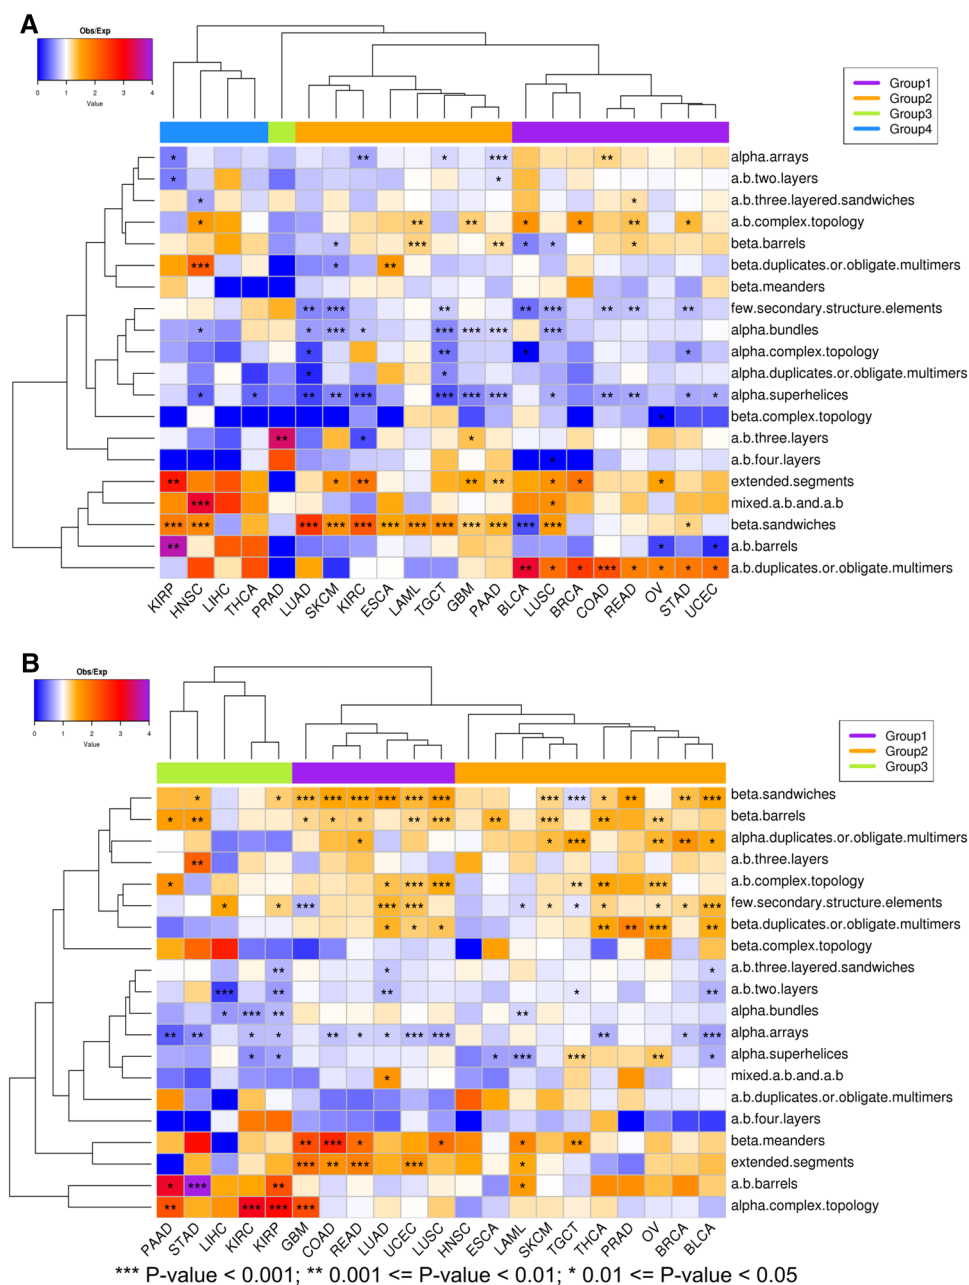 A
Obs/Exp
0 1 2 3 4
Value
Group1
Group2
Group3
Group4
* ** * *** ** alpha.arrays
* * a.b.two.layers
* * a.b.three.layered.sandwiches
* ** ** * * ** * a.b.complex.topology
* *** ** * * * beta.barrels
*** * ** beta.duplicates.or.obligate.multimers
beta.meanders
** *** ** ** *** ** ** ** few.secondary.structure.elements
* * *** * *** *** *** *** alpha.bundles
* ** * * alpha.complex.topology
* * alpha.duplicates.or.obligate.multimers
* * ** ** *** *** *** *** * ** ** * * alpha.superhelices
* beta.complex.topology
** * * a.b.three.layers
* a.b.four.layers
** * ** ** ** * * * extended.segments
*** * mixed.a.b.and.a.b
*** *** *** *** *** *** *** *** *** *** *** *** * beta.sandwiches
** * * a.b.barrels
** * * *** * * * * a.b.duplicates.or.obligate.multimers
KIRP HNSC LIHC THCA PRAD LUAD SKCM KIRC ESCA LAML TGCT GBM PAAD BLCA LUSC BRCA COAD READ OV STAD UCEC
B
Obs/Exp
0 1 2 3 4
Value
Group1
Group2
Group3
* * *** *** *** *** *** *** *** *** * ** ** *** beta.sandwiches
* ** * * * ** *** ** *** ** ** beta.barrels
* * *** ** ** * alpha.duplicates.or.obligate.multimers
** a.b.three.layers
* * *** *** ** ** *** a.b.complex.topology
* * *** *** *** * * * * * * *** few.secondary.structure.elements
* * * ** ** *** ** beta.duplicates.or.obligate.multimers
beta.complex.topology
** * * a.b.three.layered.sandwiches
*** ** ** * ** a.b.two.layers
* *** ** ** alpha.bundles
** ** * * ** * * *** *** ** * *** alpha.arrays
* * * *** *** ** * alpha.superhelices
* mixed.a.b.and.a.b
a.b.duplicates.or.obligate.multimers
a.b.four.layers
** *** * * * ** beta.meanders
*** ** *** *** * extended.segments
* *** ** * a.b.barrels
** *** *** *** alpha.complex.topology
PAAD STAD LIHC KIRC KIRP GBM COAD READ LUAD UCEC LUSC HNSC ESCA LAML SKCM TGCT THCA PRAD OV BRCA BLCA
*** P-value < 0.001; ** 0.001 <= P-value < 0.01; * 0.01 <= P-value < 0.05